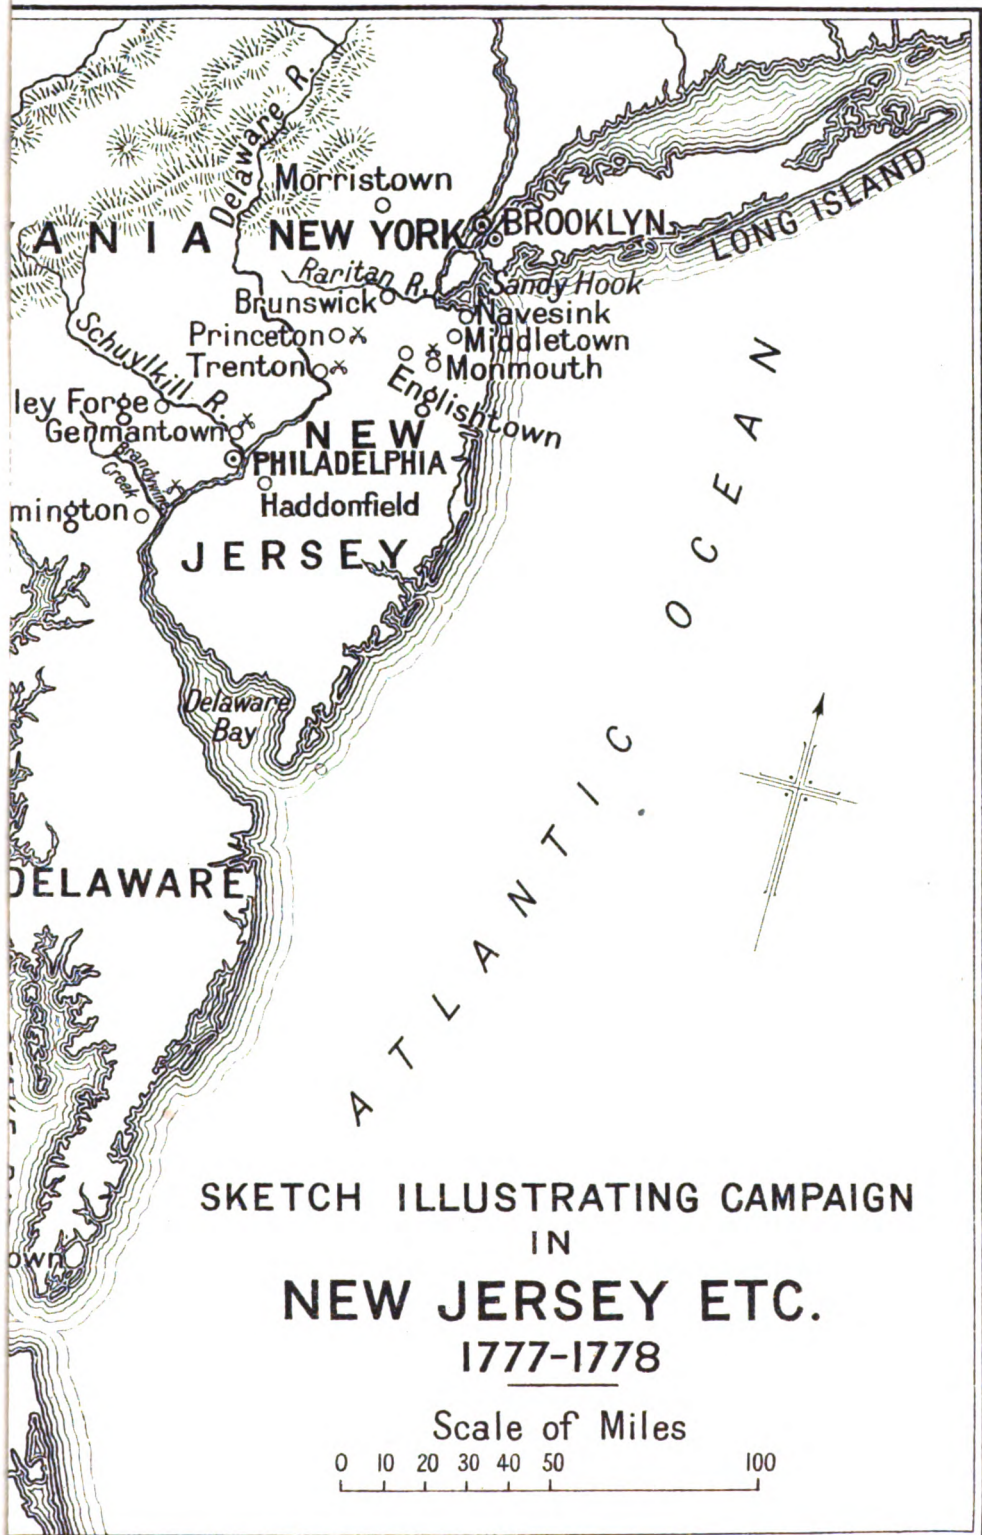 Delaware R.
Morristown
VANIA
NEW YORK
BROOKLYN
LONG ISLAND
Raritan R.
Sandy Hook
Brunswick
Navesink
Princeton
Middletown
Trenton
Monmouth
Schuylkill R.
Englishtown
ley Forge
Germantown
NEW
PHILADELPHIA
Brandywine
Creek
Haddonfield
mington
JERSEY
Delaware
Bay
DELAWARE
ATLANTIC OCEAN
own
SKETCH ILLUSTRATING CAMPAIGN
IN
NEW JERSEY ETC.
1777-1778
Scale of Miles
0 10 20 30 40 50 100